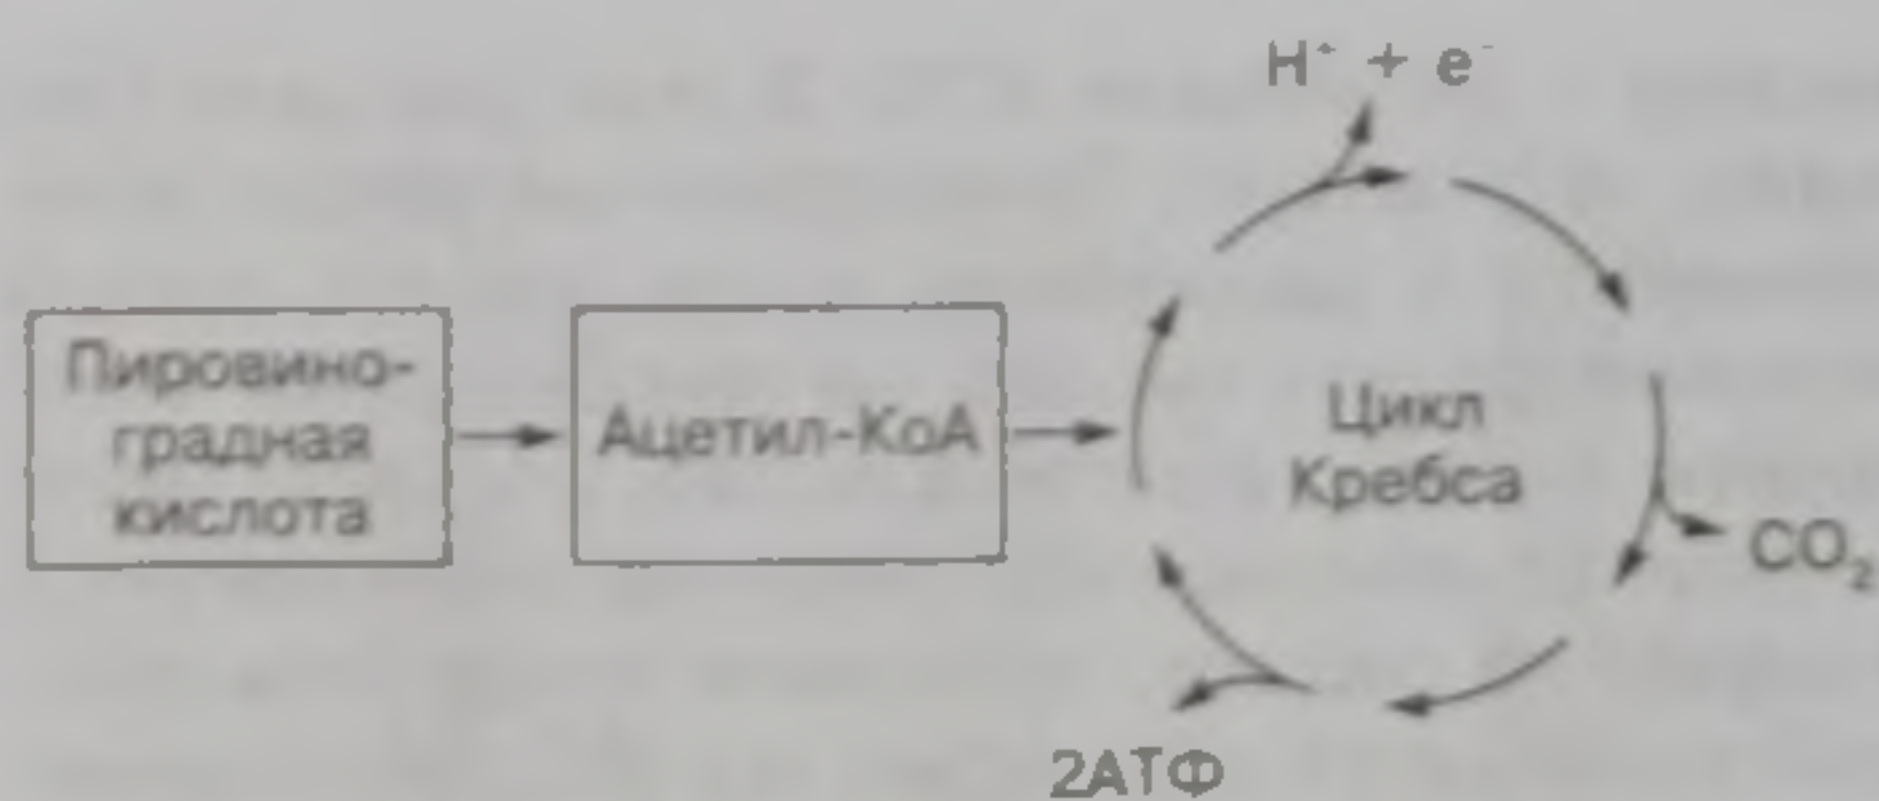 H⁺ + e⁻
Пировино-
градная
кислота
Ацетил-КоА
Цикл
Кребса
CO₂
2АТФ